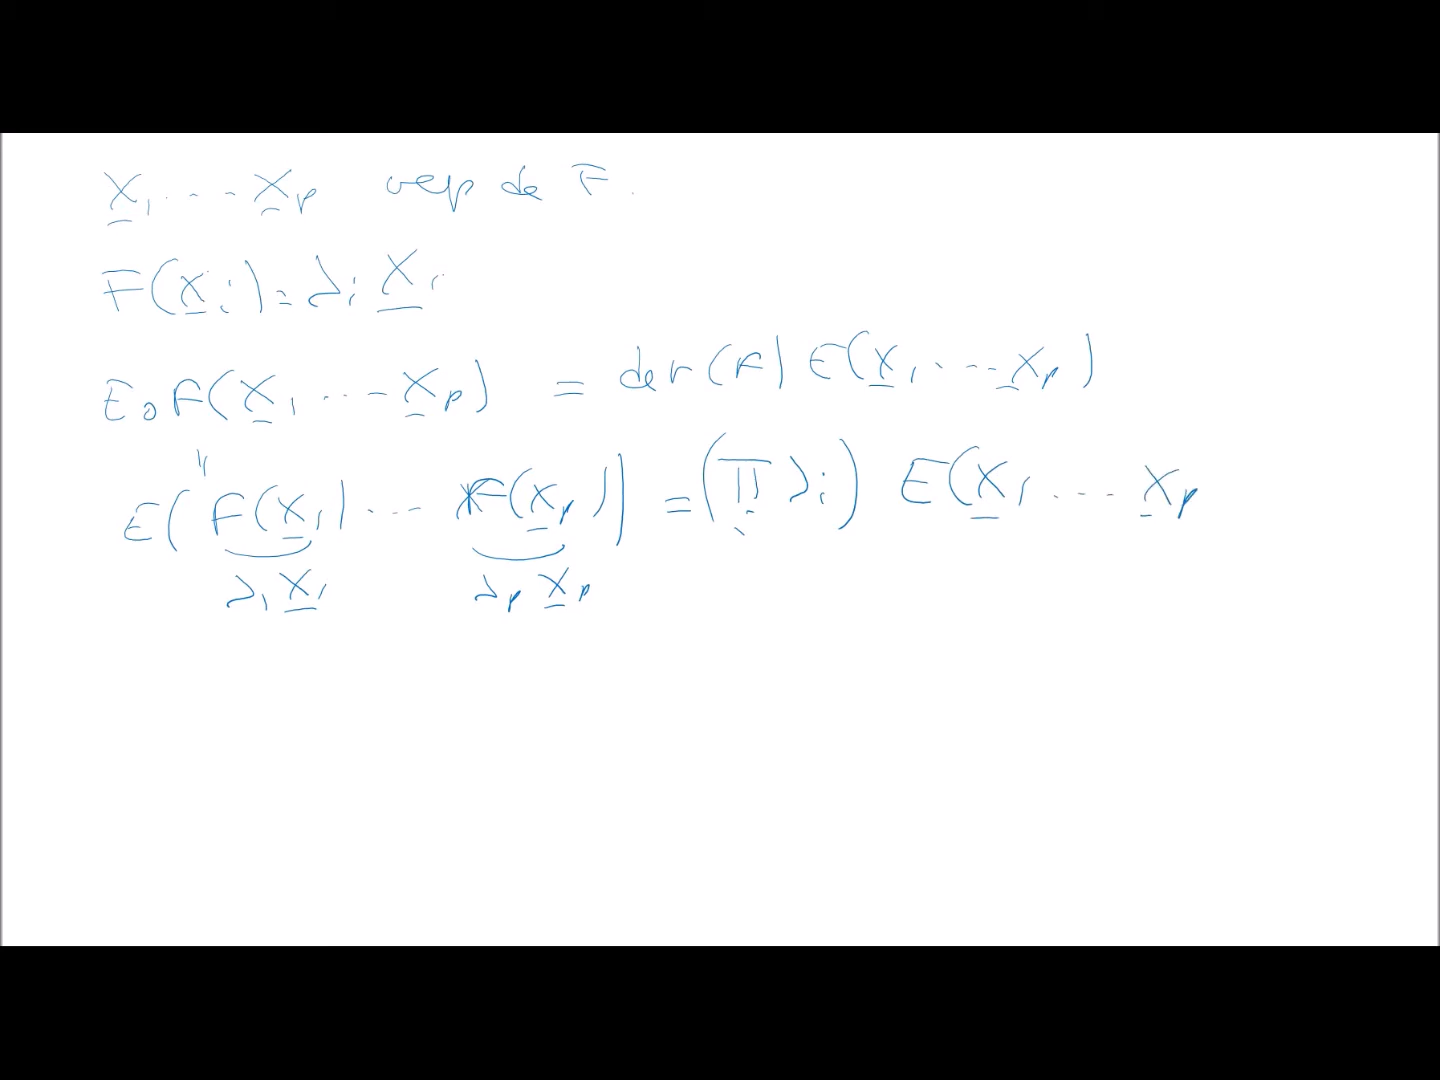 X₁ ... Xₚ vep de F.
F(Xᵢ) = λᵢ Xᵢ
E∘F(X₁ ... Xₚ) = det(F) E(X₁ ... Xₚ)
"
E(F(X₁) ... F(Xₚ)) = (∏ᵢ λᵢ) E(X₁ ... Xₚ
λ₁ X₁ λₚ Xₚ